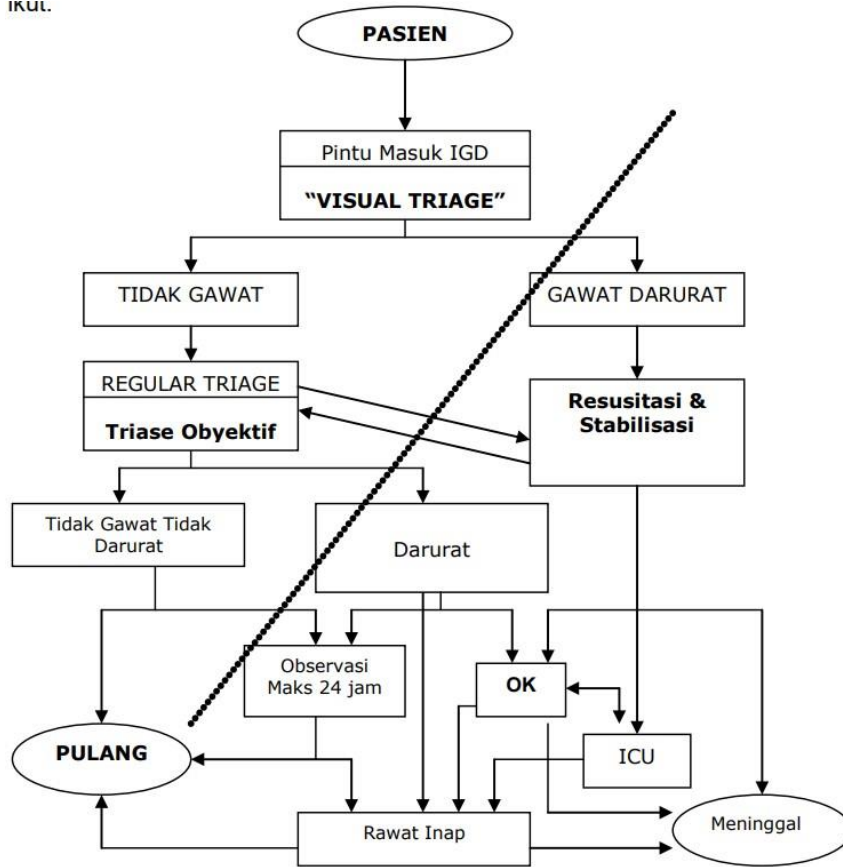 ikut.
PASIEN
Pintu Masuk IGD
“VISUAL TRIAGE”
TIDAK GAWAT
GAWAT DARURAT
REGULAR TRIAGE
Triase Obyektif
Resusitasi &
Stabilisasi
Tidak Gawat Tidak
Darurat
Darurat
Observasi
Maks 24 jam
OK
PULANG
ICU
Rawat Inap
Meninggal